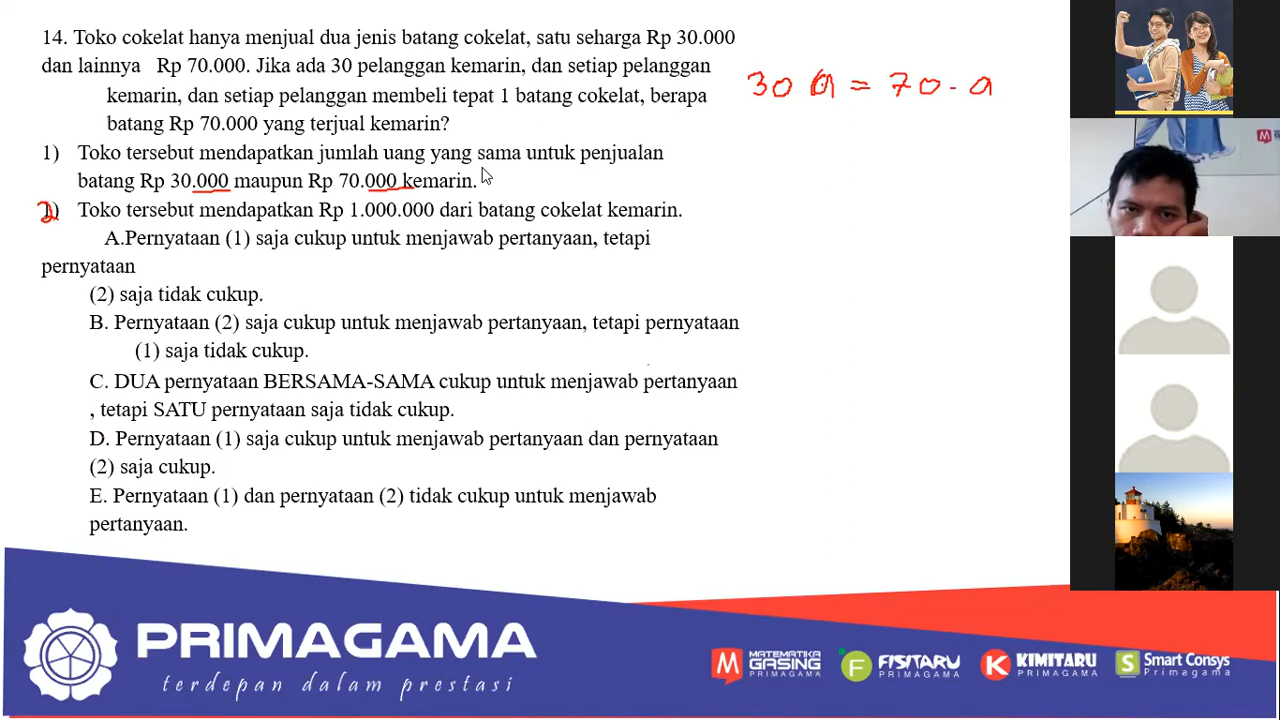 14. Toko cokelat hanya menjual dua jenis batang cokelat, satu seharga Rp 30.000
dan lainnya Rp 70.000. Jika ada 30 pelanggan kemarin, dan setiap pelanggan
kemarin, dan setiap pelanggan membeli tepat 1 batang cokelat, berapa
batang Rp 70.000 yang terjual kemarin?
30 a = 70 - a
1) Toko tersebut mendapatkan jumlah uang yang sama untuk penjualan
batang Rp 30.000 maupun Rp 70.000 kemarin.
2) Toko tersebut mendapatkan Rp 1.000.000 dari batang cokelat kemarin.
A.Pernyataan (1) saja cukup untuk menjawab pertanyaan, tetapi
pernyataan
(2) saja tidak cukup.
B. Pernyataan (2) saja cukup untuk menjawab pertanyaan, tetapi pernyataan
(1) saja tidak cukup.
C. DUA pernyataan BERSAMA-SAMA cukup untuk menjawab pertanyaan
, tetapi SATU pernyataan saja tidak cukup.
D. Pernyataan (1) saja cukup untuk menjawab pertanyaan dan pernyataan
(2) saja cukup.
E. Pernyataan (1) dan pernyataan (2) tidak cukup untuk menjawab
pertanyaan.
PRIMAGAMA
terdepan dalam prestasi
M MATEMATIKA GASING PRIMAGAMA
F FISITARU PRIMAGAMA
K KIMITARU PRIMAGAMA
S Smart Consys Primagama